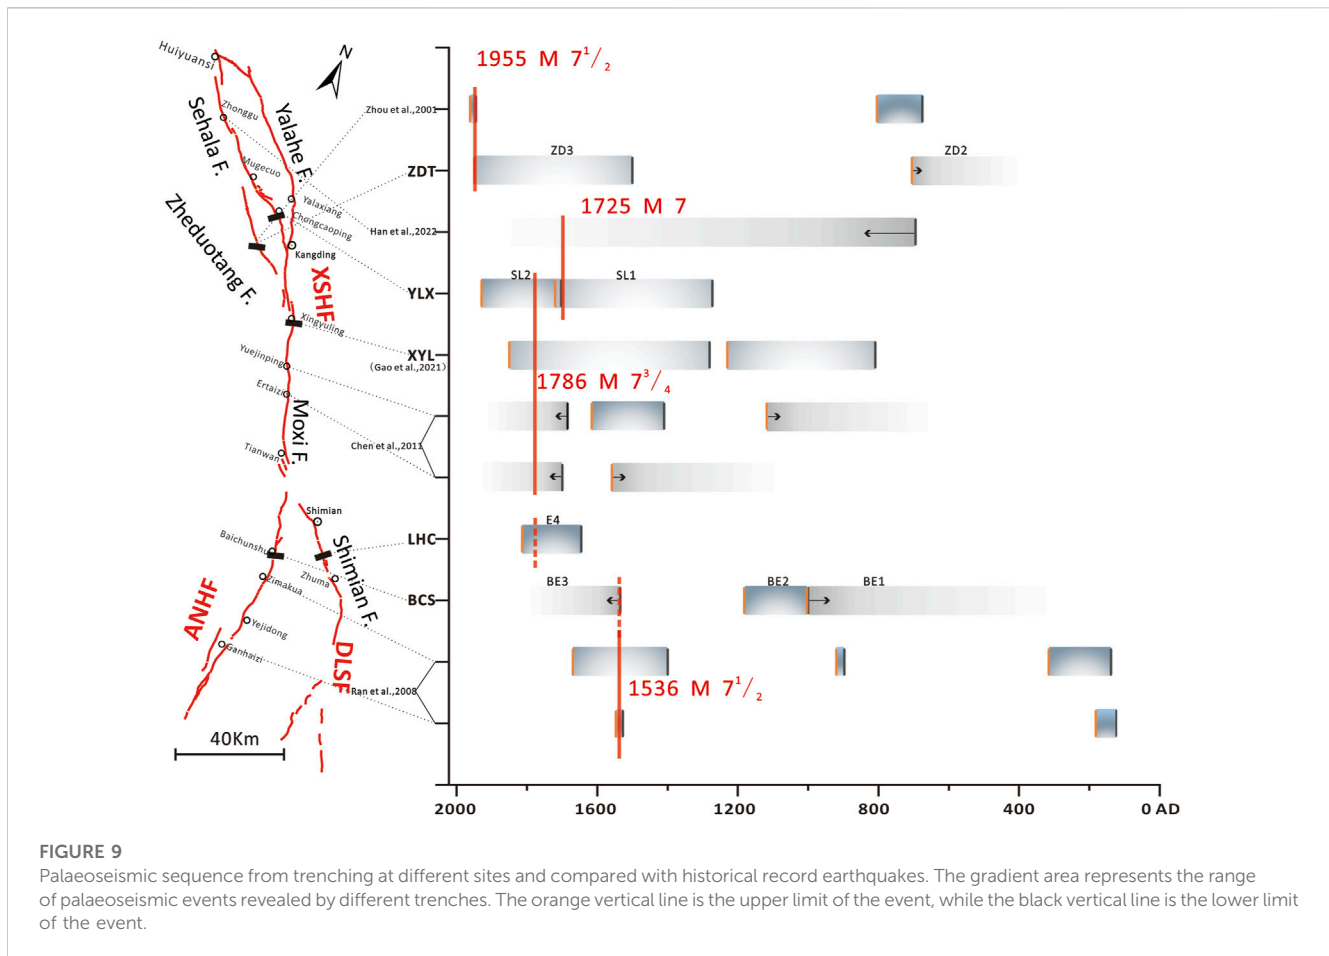 Huiyuansi
N
Zhonggu
Sehala F.
Yalahe F.
Mugecuo
Yalaxiang
Chongcaoping
Zheduotang F.
Kangding
XSHF
Xingyuling
Yuejinping
Ertaizi
Moxi F.
Tianwan
Shimian
Baichunshu
Shimian F.
Zhuma
Zimakua
ANHF
Yejidong
Ganhaizi
DLSF
40Km
Zhou et al.,2001
ZDT
Han et al.,2022
YLX
XYL
(Gao et al.,2021)
Chen et al.,2011
LHC
BCS
Ran et al.,2008
1955 M 7 1/2
ZD3
ZD2
1725 M 7
SL2
SL1
1786 M 7 3/4
E4
BE3
BE2
BE1
1536 M 7 1/2
2000
1600
1200
800
400
0 AD
FIGURE 9
Palaeoseismic sequence from trenching at different sites and compared with historical record earthquakes. The gradient area represents the range
of palaeoseismic events revealed by different trenches. The orange vertical line is the upper limit of the event, while the black vertical line is the lower limit
of the event.